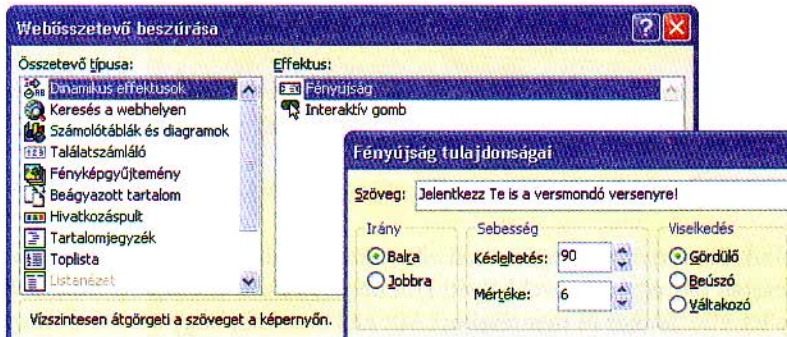 Webösszetevő beszúrása
Összetevő típusa:
Dinamikus effektusok
Keresés a webhelyen
Számolótáblák és diagramok
Találatszámláló
Fényképgyűjtemény
Beágyazott tartalom
Hivatkozáspult
Tartalomjegyzék
Toplista
Listanézet
Effektus:
Fényújság
Interaktív gomb
Vízszintesen átgörgeti a szöveget a képernyőn.
Fényújság tulajdonságai
Szöveg: Jelentkezz Te is a versmondó versenyre!
Irány
Balra
Jobbra
Sebesség
Késleltetés: 90
Mértéke: 6
Viselkedés
Gördülő
Beúszó
Váltakozó